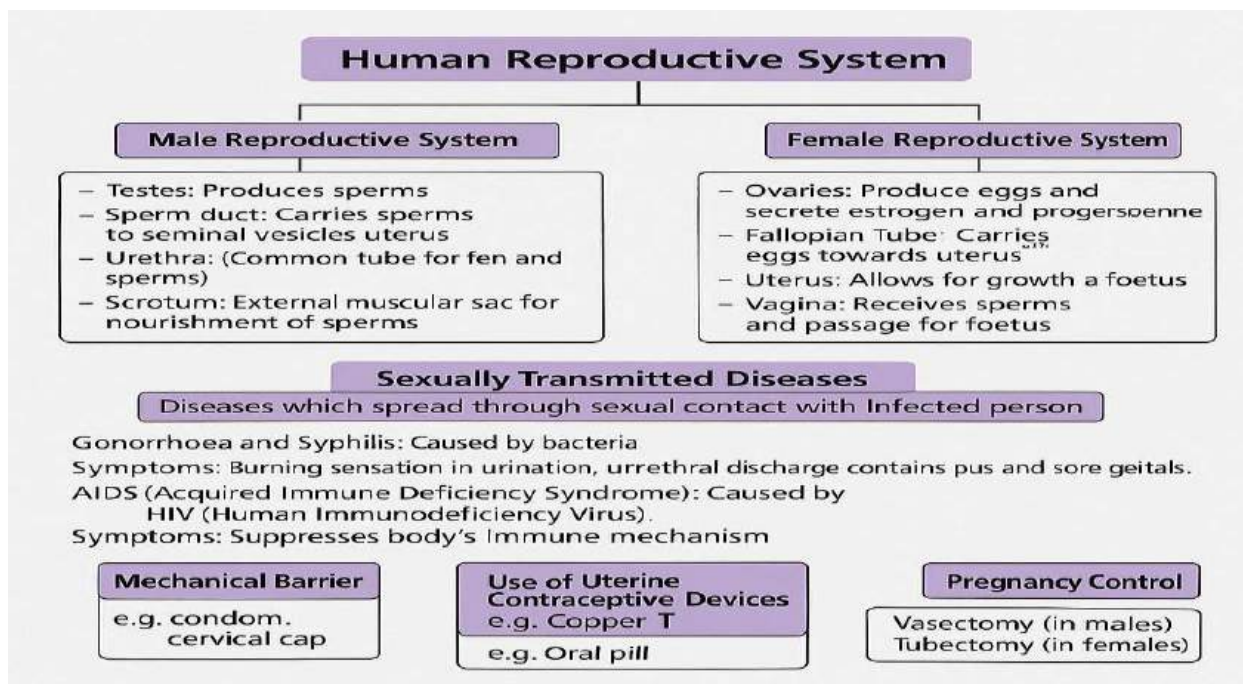 Human Reproductive System
Male Reproductive System
– Testes: Produces sperms
– Sperm duct: Carries sperms
to seminal vesicles uterus
– Urethra: (Common tube for fen and
sperms)
– Scrotum: External muscular sac for
nourishment of sperms
Female Reproductive System
– Ovaries: Produce eggs and
secrete estrogen and progerspenne
– Fallopian Tube: Carries
eggs towards uterus
– Uterus: Allows for growth a foetus
– Vagina: Receives sperms
and passage for foetus
Sexually Transmitted Diseases
Diseases which spread through sexual contact with Infected person
Gonorrhoea and Syphilis: Caused by bacteria
Symptoms: Burning sensation in urination, urrethral discharge contains pus and sore geitals.
AIDS (Acquired Immune Deficiency Syndrome): Caused by
HIV (Human Immunodeficiency Virus).
Symptoms: Suppresses body's Immune mechanism
Mechanical Barrier
e.g. condom.
cervical cap
Use of Uterine
Contraceptive Devices
e.g. Copper T
e.g. Oral pill
Pregnancy Control
Vasectomy (in males)
Tubectomy (in females)